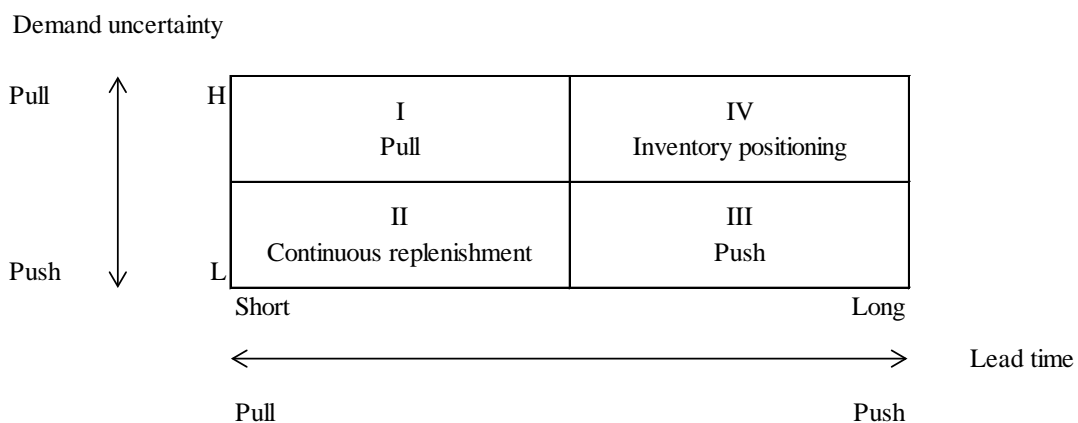 Demand uncertainty
Pull H I IV
Pull Inventory positioning
II III
Continuous replenishment Push
Push L
Short Long
Lead time
Pull Push